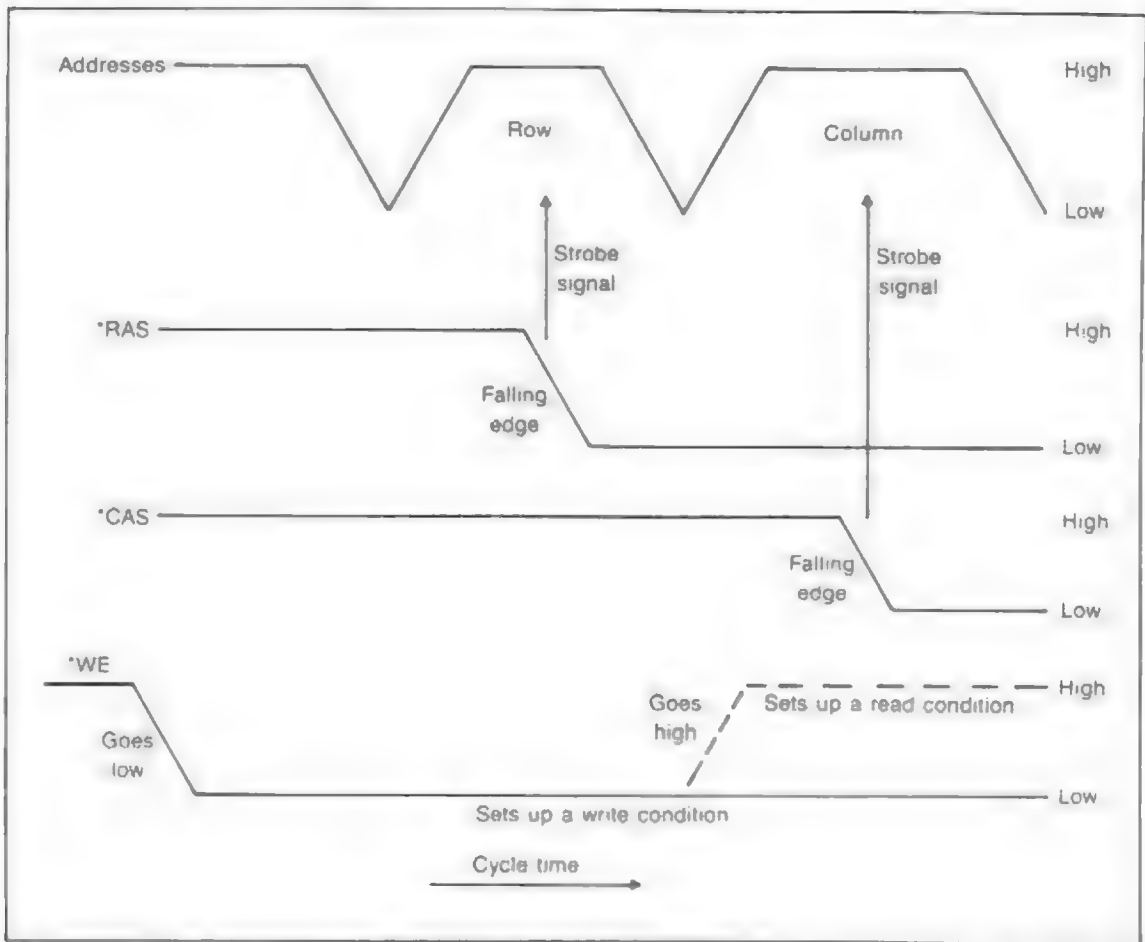 Addresses
High
Row
Column
Low
Strobe
signal
Strobe
signal
*RAS
High
Falling
edge
Low
*CAS
High
Falling
edge
Low
*WE
High
Goes
high
Sets up a read condition
Goes
low
Low
Sets up a write condition
Cycle time